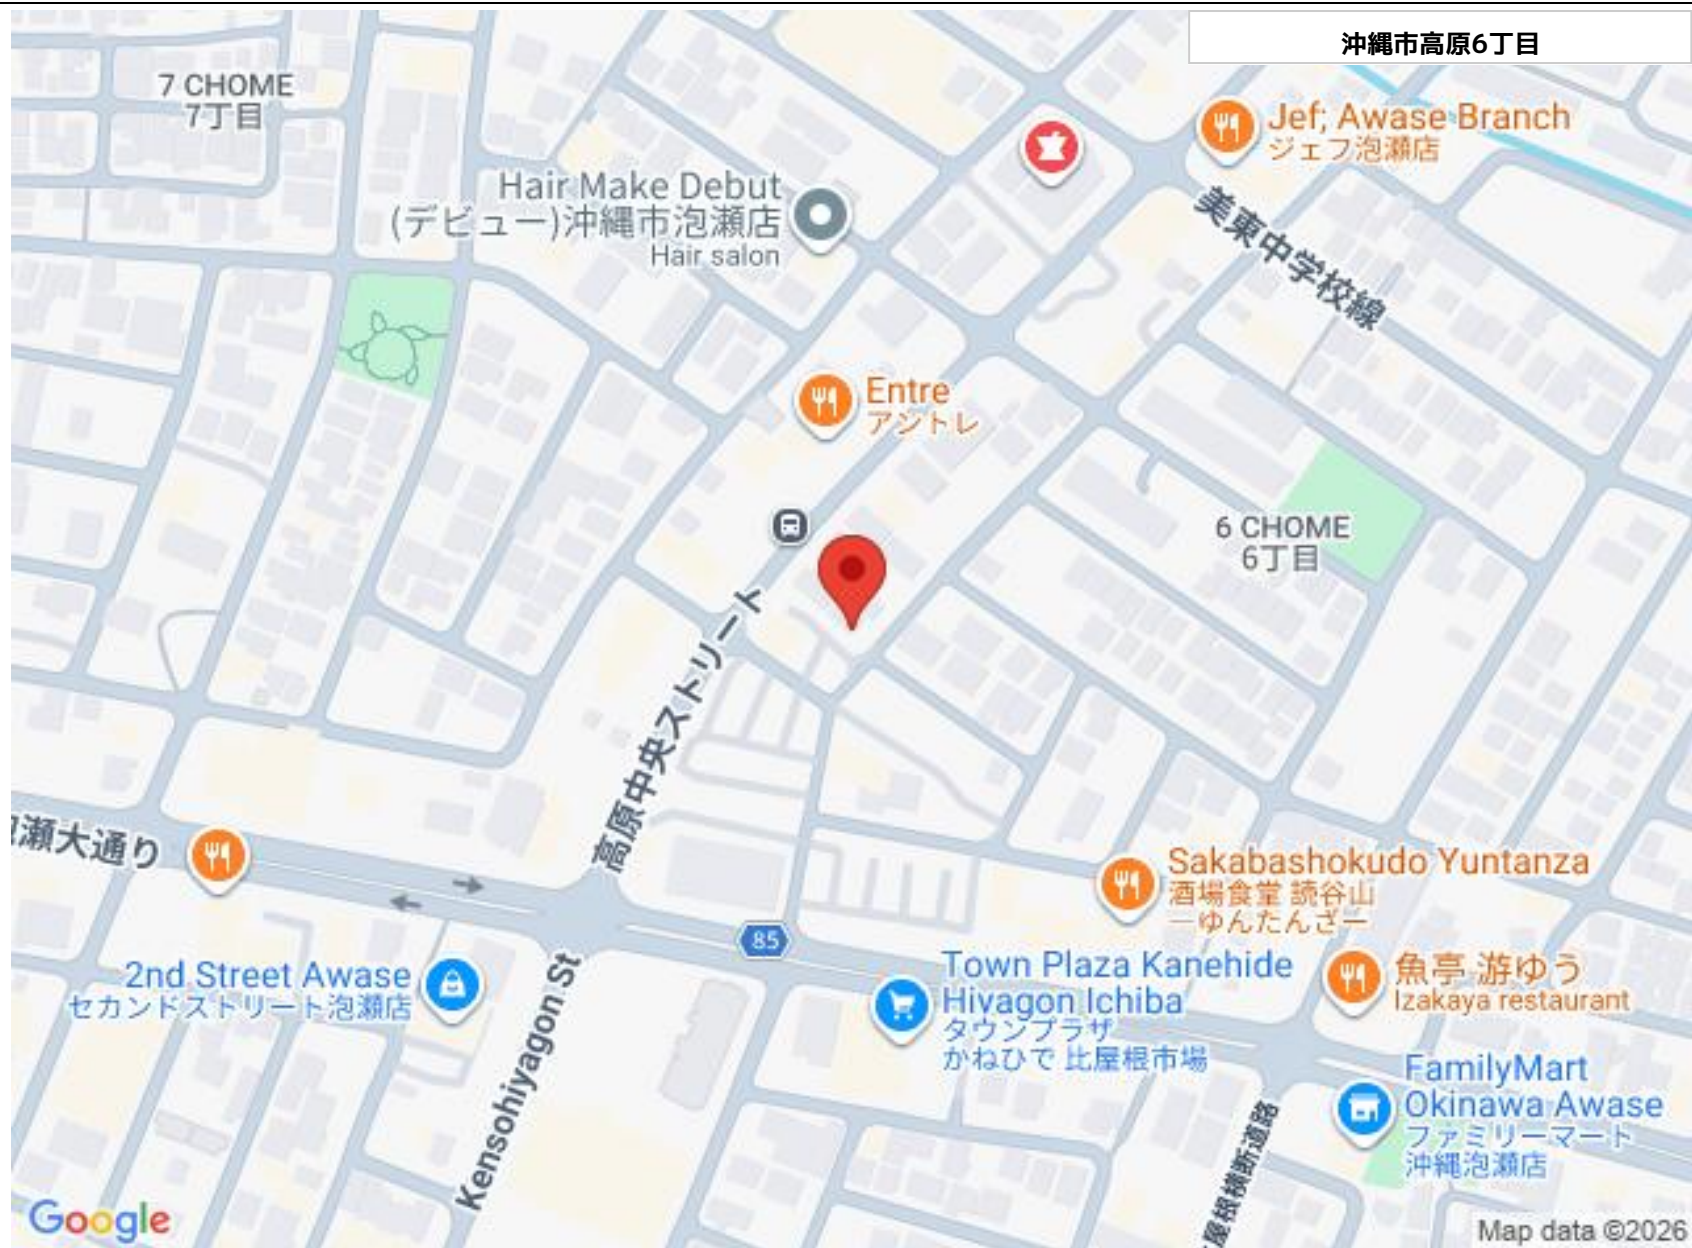 沖縄市高原6丁目
7 CHOME
7丁目
Jef; Awase Branch
ジェフ泡瀬店
Hair Make Debut
(デビュー)沖縄市泡瀬店
Hair salon
美東中学校線
Entre
アントレ
6 CHOME
6丁目
高原中央ストリート
瀬大通り
Sakabashokudo Yuntanza
酒場食堂 読谷山
―ゆんたんざー
85
2nd Street Awase
セカンドストリート泡瀬店
Town Plaza Kanehide
Hiyagon Ichiba
タウンプラザ
かねひで 比屋根市場
魚亭 游ゆう
Izakaya restaurant
Kensohiyagon St
FamilyMart
Okinawa Awase
ファミリーマート
沖縄泡瀬店
屋根横断道路
Google
Map data ©2026